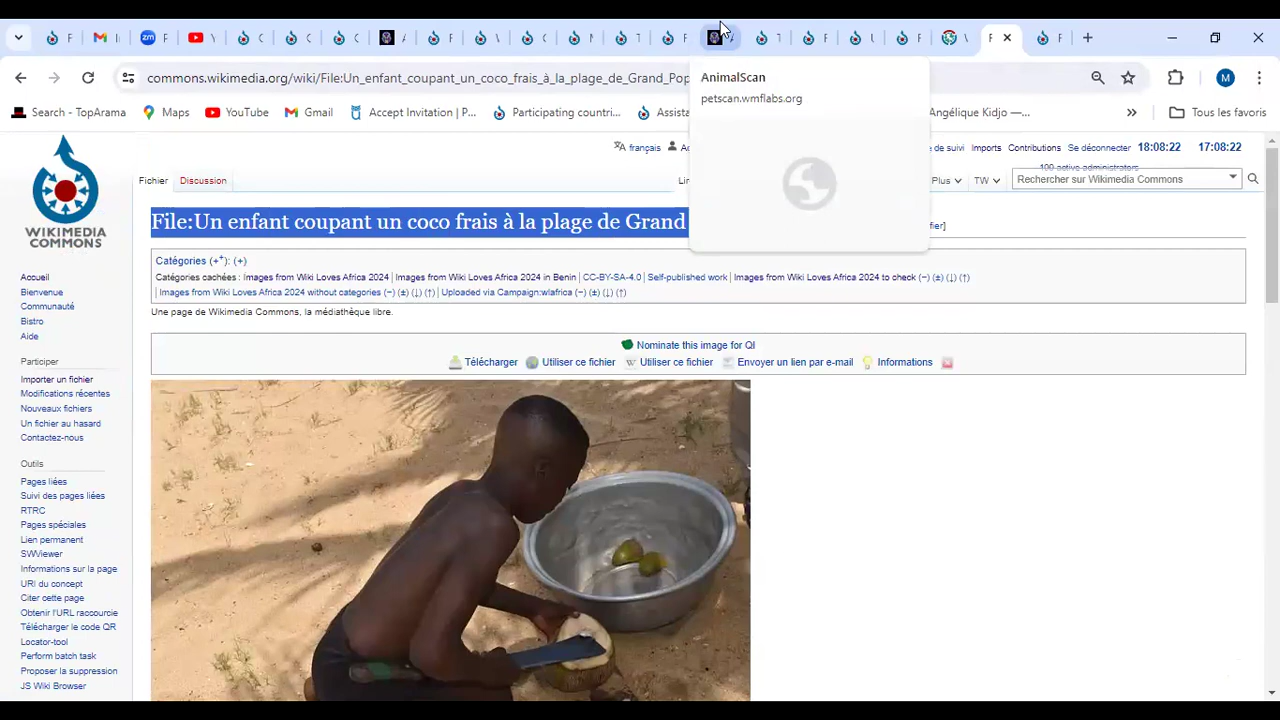 commons.wikimedia.org/wiki/File:Un_enfant_coupant_un_coco_frais_à_la_plage_de_Grand_Pop
AnimalScan
petscan.wmflabs.org
Search - TopArama
Maps
YouTube
Gmail
Accept Invitation | P...
Participating countri...
Assista
Angélique Kidjo —...
Tous les favoris
français
de suivi
Imports
Contributions
Se déconnecter
18:08:22
17:08:22
100 active administrators
Fichier
Discussion
Plus
TW
Rechercher sur Wikimedia Commons
WIKIMEDIA
COMMONS
File:Un enfant coupant un coco frais à la plage de Grand
fier]
Catégories (+⁺): (+)
Catégories cachées: Images from Wiki Loves Africa 2024 | Images from Wiki Loves Africa 2024 in Benin | CC-BY-SA-4.0 | Self-published work | Images from Wiki Loves Africa 2024 to check (−) (±) (↓) (↑)
| Images from Wiki Loves Africa 2024 without categories (−) (±) (↓) (↑) | Uploaded via Campaign:wlafrica (−) (±) (↓) (↑)
Une page de Wikimedia Commons, la médiathèque libre.
Nominate this image for QI
Télécharger
Utiliser ce fichier
Utiliser ce fichier
Envoyer un lien par e-mail
Informations
Accueil
Bienvenue
Communauté
Bistro
Aide
Participer
Importer un fichier
Modifications récentes
Nouveaux fichiers
Un fichier au hasard
Contactez-nous
Outils
Pages liées
Suivi des pages liées
RTRC
Pages spéciales
Lien permanent
SWViewer
Informations sur la page
URI du concept
Citer cette page
Obtenir l'URL raccourcie
Télécharger le code QR
Locator-tool
Perform batch task
Proposer la suppression
JS Wiki Browser